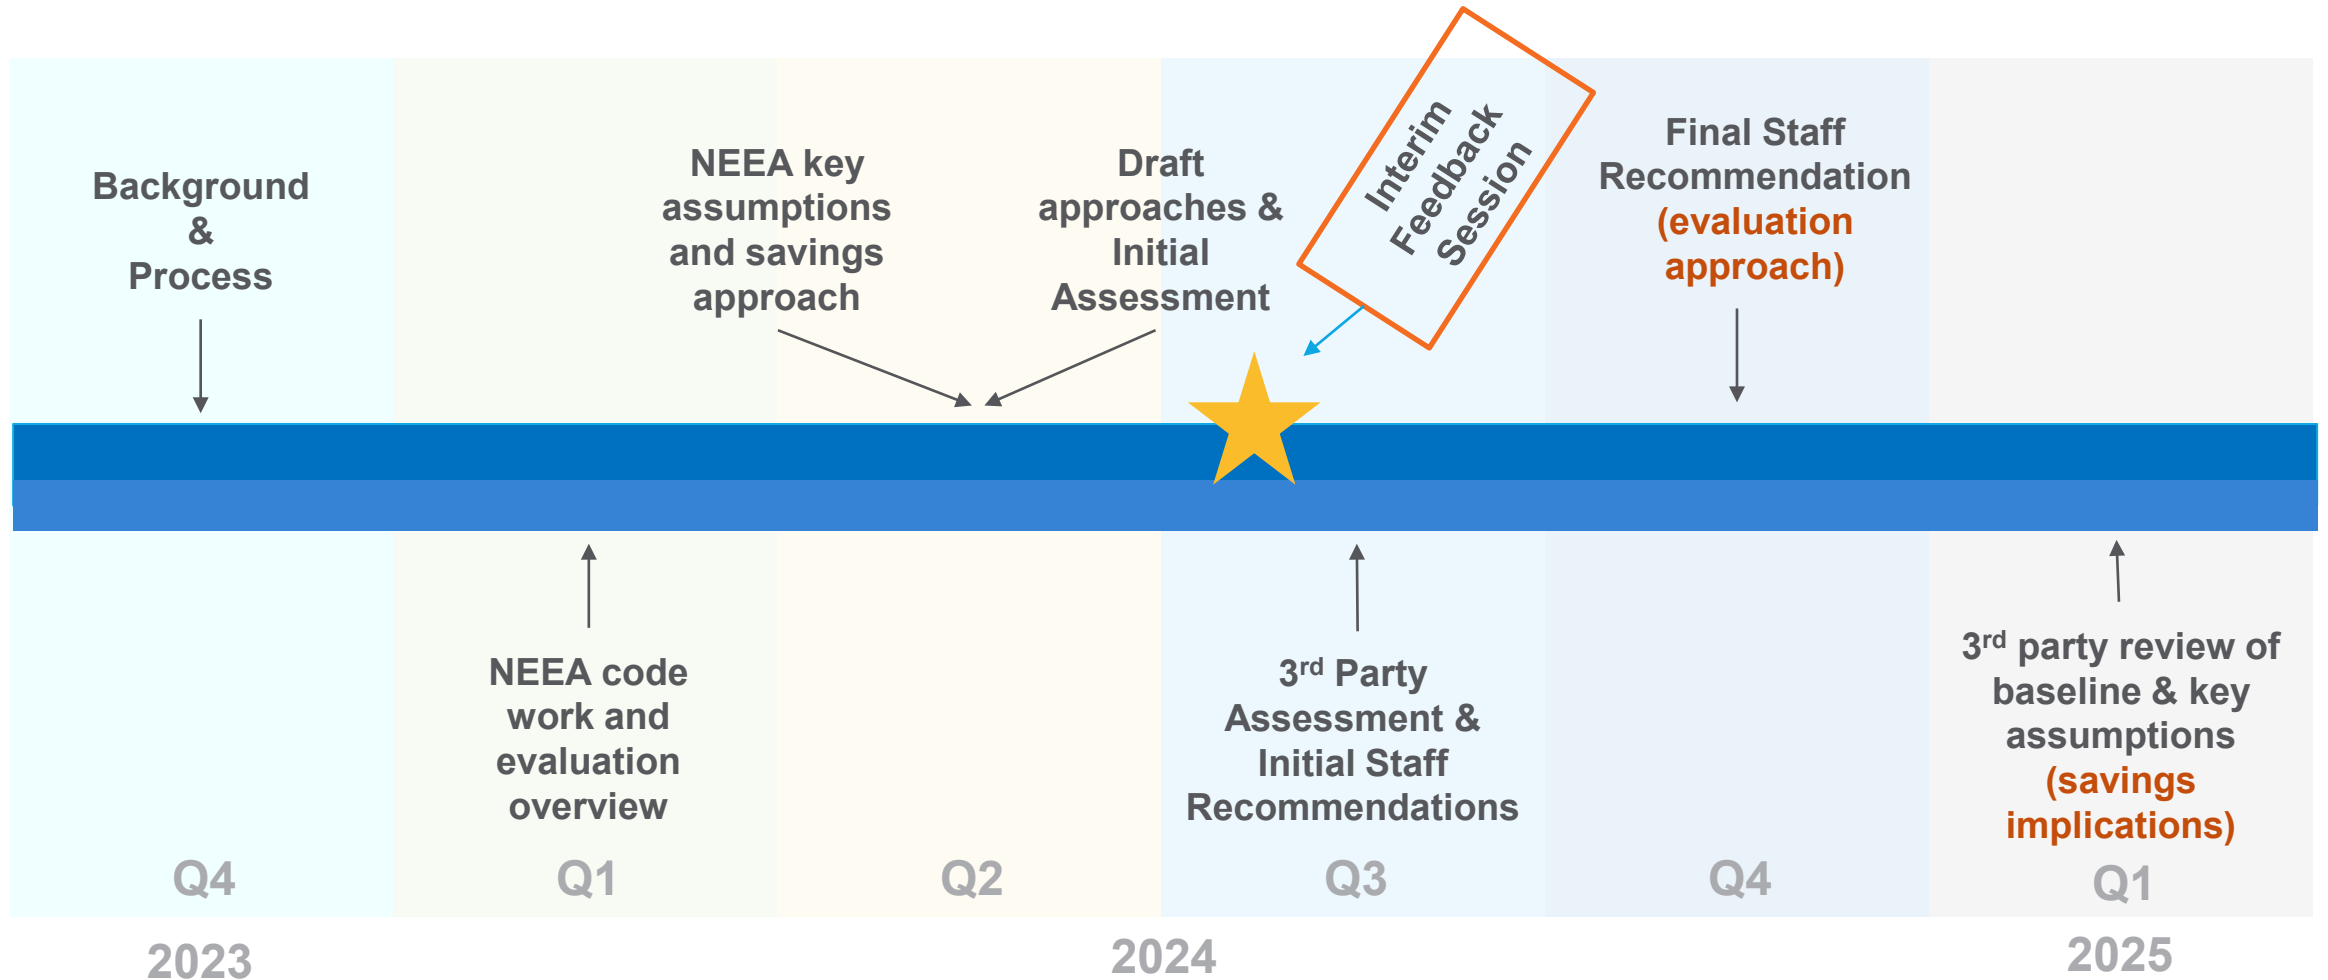 Background
&
Process
NEEA key
assumptions
and savings
approach
Draft
approaches &
Initial
Assessment
Interim
Feedback
Session
Final Staff
Recommendation
(evaluation
approach)
NEEA code
work and
evaluation
overview
3rd Party
Assessment &
Initial Staff
Recommendations
3rd party review of
baseline & key
assumptions
(savings
implications)
Q4
Q1
Q2
Q3
Q4
Q1
2023
2024
2025